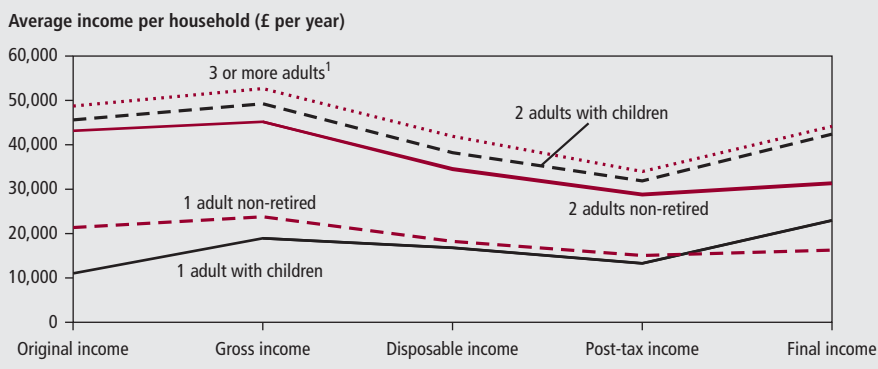 Average income per household (£ per year)
60,000
50,000
40,000
30,000
20,000
10,000
0
3 or more adults¹
2 adults with children
1 adult non-retired
2 adults non-retired
1 adult with children
Original income
Gross income
Disposable income
Post-tax income
Final income